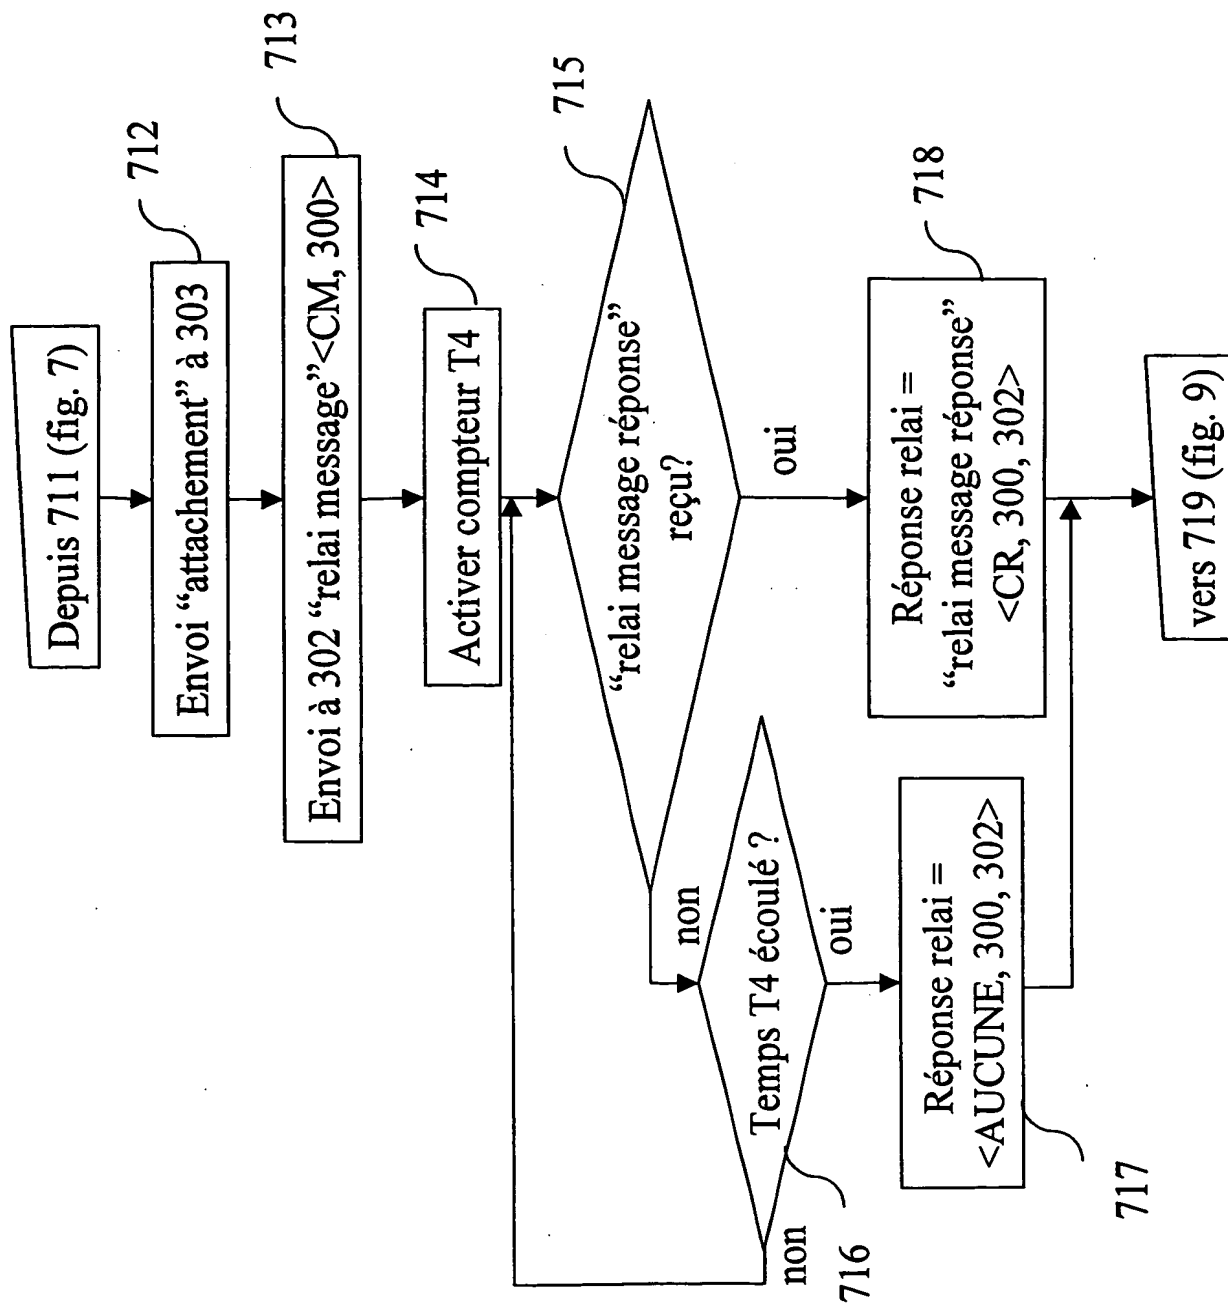 Depuis 711 (fig. 7)
712
Envoi “attachement” à 303
713
Envoi à 302 “relai message”<CM, 300>
714
Activer compteur T4
715
“relai message réponse”
reçu?
non
oui
716
Temps T4 écoulé ?
non
oui
717
Réponse relai =
<AUCUNE, 300, 302>
718
Réponse relai =
“relai message réponse”
<CR, 300, 302>
vers 719 (fig. 9)